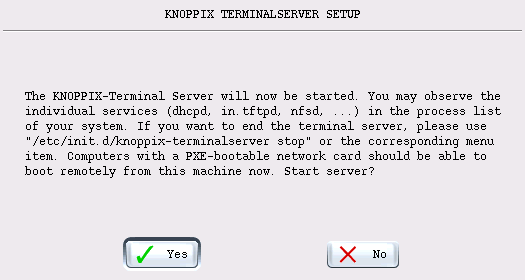 KNOPPIX TERMINALSERVER SETUP
The KNOPPIX-Terminal Server will now be started. You may observe the
individual services (dhcpd, in.tftpd, nfsd, ...) in the process list
of your system. If you want to end the terminal server, please use
"/etc/init.d/knoppix-terminalserver stop" or the corresponding menu
item. Computers with a PXE-bootable network card should be able to
boot remotely from this machine now. Start server?
Yes No